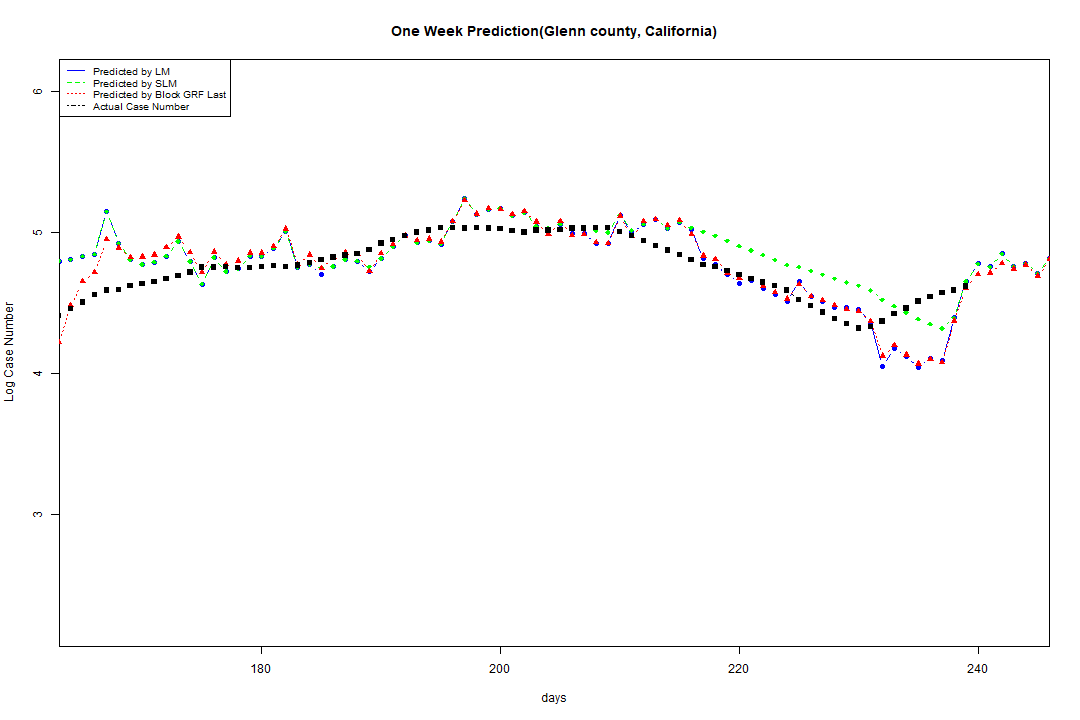 One Week Prediction(Glenn county, California)
Predicted by LM
Predicted by SLM
Predicted by Block GRF Last
Actual Case Number
6
5
4
3
Log Case Number
180
200
220
240
days